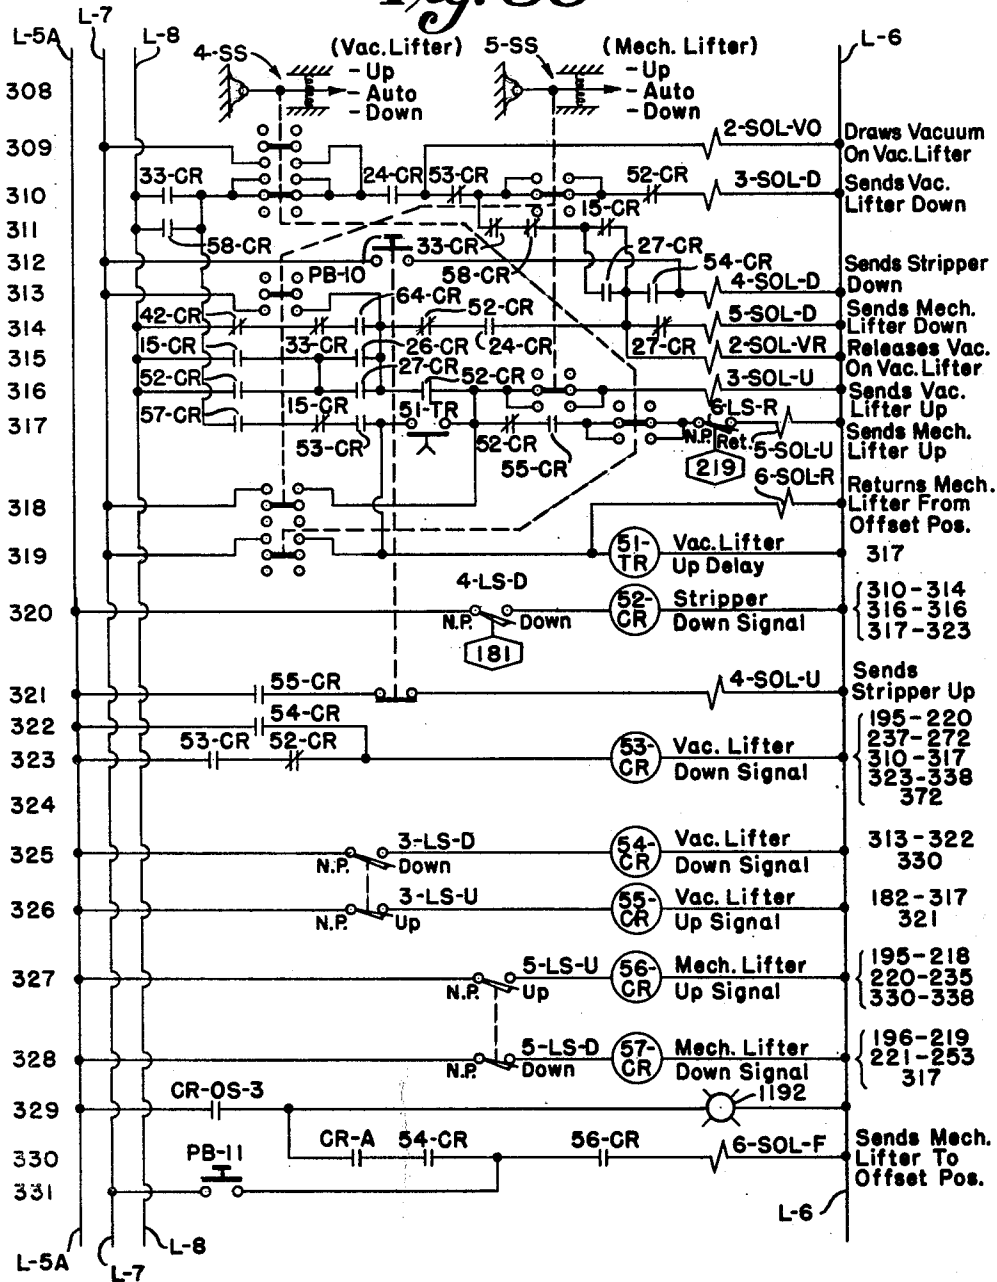 Fig. 33
L-7
L-5A L-8 4-SS (Vac. Lifter) 5-SS (Mech. Lifter) L-6
- Up - Up
308 - Auto - Auto
- Down - Down
309 2-SOL-VO Draws Vacuum
On Vac. Lifter
33-CR 24-CR 53-CR 52-CR 3-SOL-D
310 Sends Vac.
Lifter Down
15-CR
311
58-CR 33-CR 27-CR
312 PB-10 58-CR 54-CR Sends Stripper
313 64-CR 4-SOL-D Down
42-CR 52-CR 5-SOL-D Sends Mech.
314 Lifter Down
15-CR 33-CR 26-CR 24-CR 27-CR 2-SOL-VR Releases Vac.
315 On Vac. Lifter
52-CR 27-CR 52-CR 3-SOL-U
316 Sends Vac.
57-CR 15-CR 51-TR 6-LS-R Lifter Up
317 N.P. Ret. Sends Mech.
53-CR 52-CR 5-SOL-U Lifter Up
55-CR 219
6-SOL-R Returns Mech.
318 Lifter From
Offset Pos.
319 51-TR Vac. Lifter Up Delay 317
4-LS-D
320 N.P. Down 52-CR Stripper Down Signal 310-314
316-316
317-323
181
321 55-CR 4-SOL-U Sends
Stripper Up
322 54-CR
195-220
237-272
323 53-CR 52-CR 53-CR Vac. Lifter Down Signal 310-317
323-338
372
324
325 N.P. 3-LS-D Down 54-CR Vac. Lifter Down Signal 313-322
330
326 N.P. 3-LS-U Up 55-CR Vac. Lifter Up Signal 182-317
321
327 N.P. 5-LS-U Up 56-CR Mech. Lifter Up Signal 195-218
220-235
330-338
328 N.P. 5-LS-D Down 57-CR Mech. Lifter Down Signal 196-219
221-253
317
329 CR-OS-3 1192
330 CR-A 54-CR 56-CR 6-SOL-F Sends Mech.
Lifter To
Offset Pos.
PB-11
331
L-6
L-8
L-5A
L-7